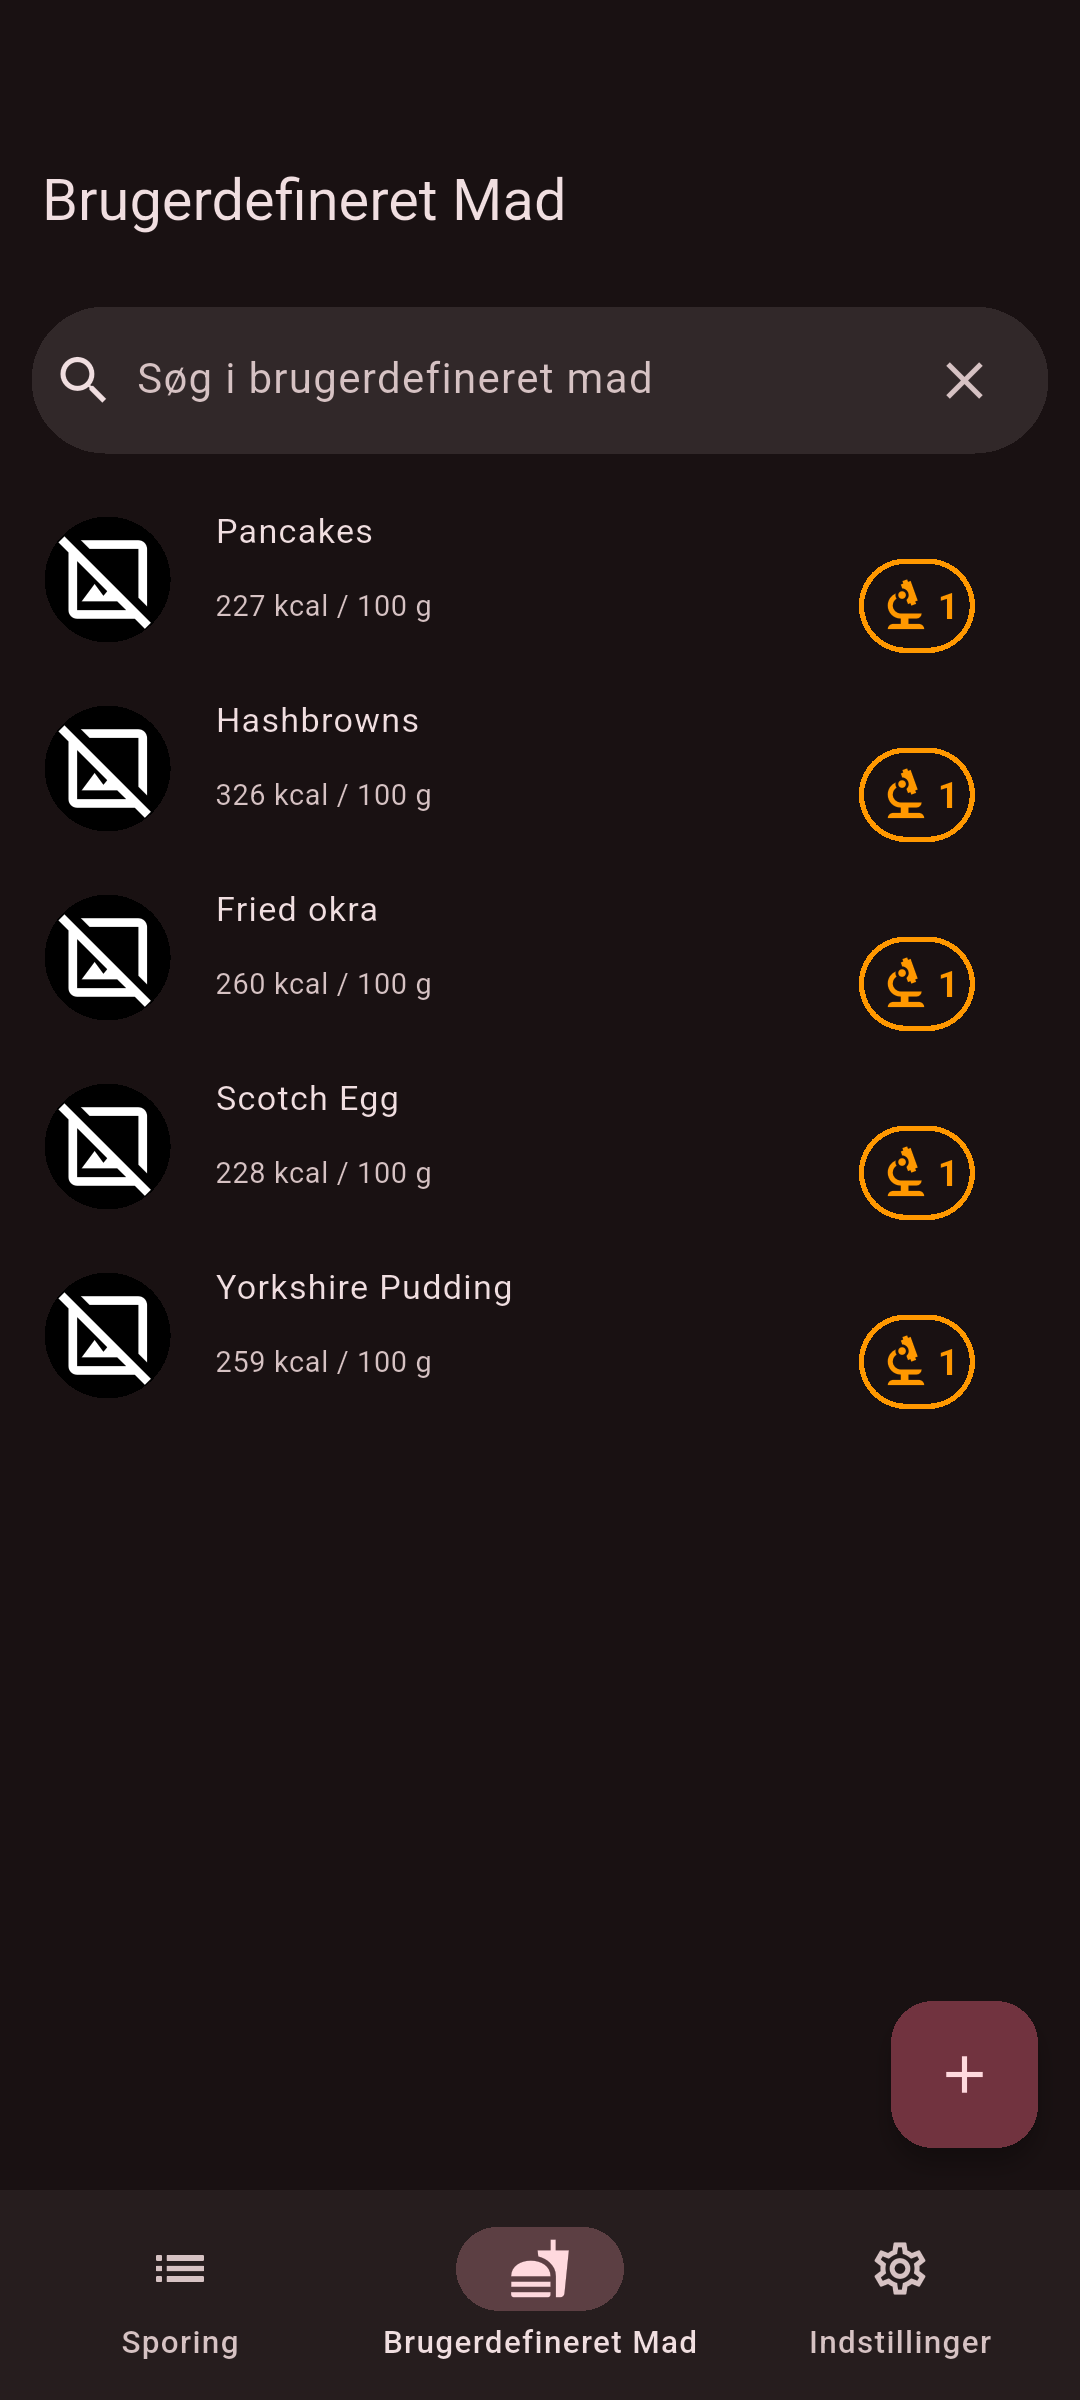 Brugerdefineret Mad
Søg i brugerdefineret mad
Pancakes
227 kcal / 100 g
1
Hashbrowns
326 kcal / 100 g
1
Fried okra
260 kcal / 100 g
1
Scotch Egg
228 kcal / 100 g
1
Yorkshire Pudding
259 kcal / 100 g
1
Sporing
Brugerdefineret Mad
Indstillinger